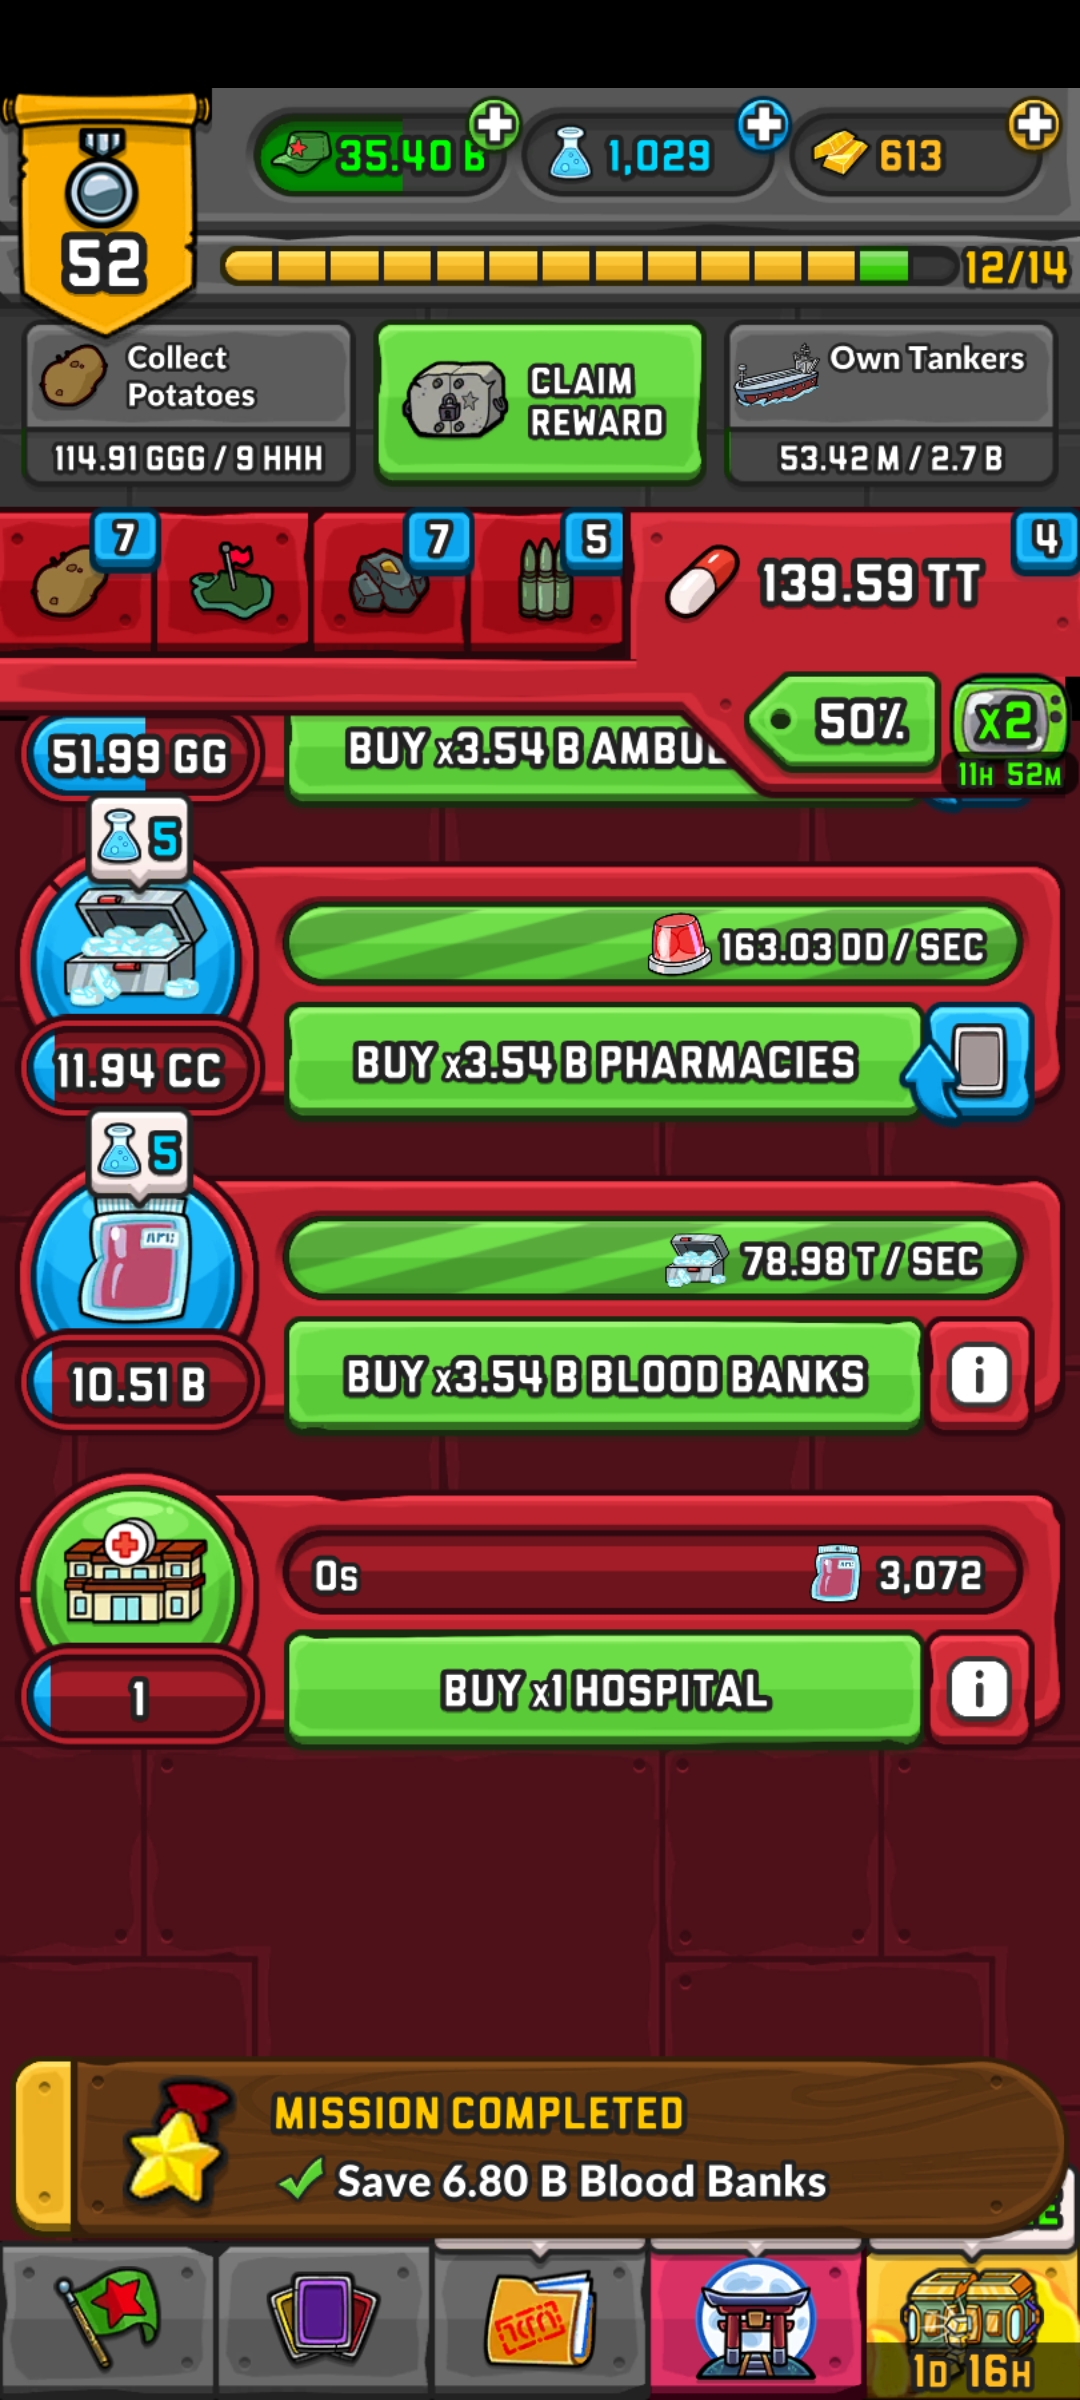 35.40 B
1,029
613
52
12/14
Collect
Potatoes
114.91 GGG / 9 HHH
CLAIM
REWARD
Own Tankers
53.42 M / 2.7 B
7
7
5
4
139.59 TT
50%
x2
11H 52M
51.99 GG
BUY x3.54 B
5
163.03 DD / SEC
11.94 CC
BUY x3.54 B PHARMACIES
5
78.98 T / SEC
10.51 B
BUY x3.54 B BLOOD BANKS
i
0s
3,072
1
BUY x1 HOSPITAL
i
MISSION COMPLETED
Save 6.80 B Blood Banks
1D 16H